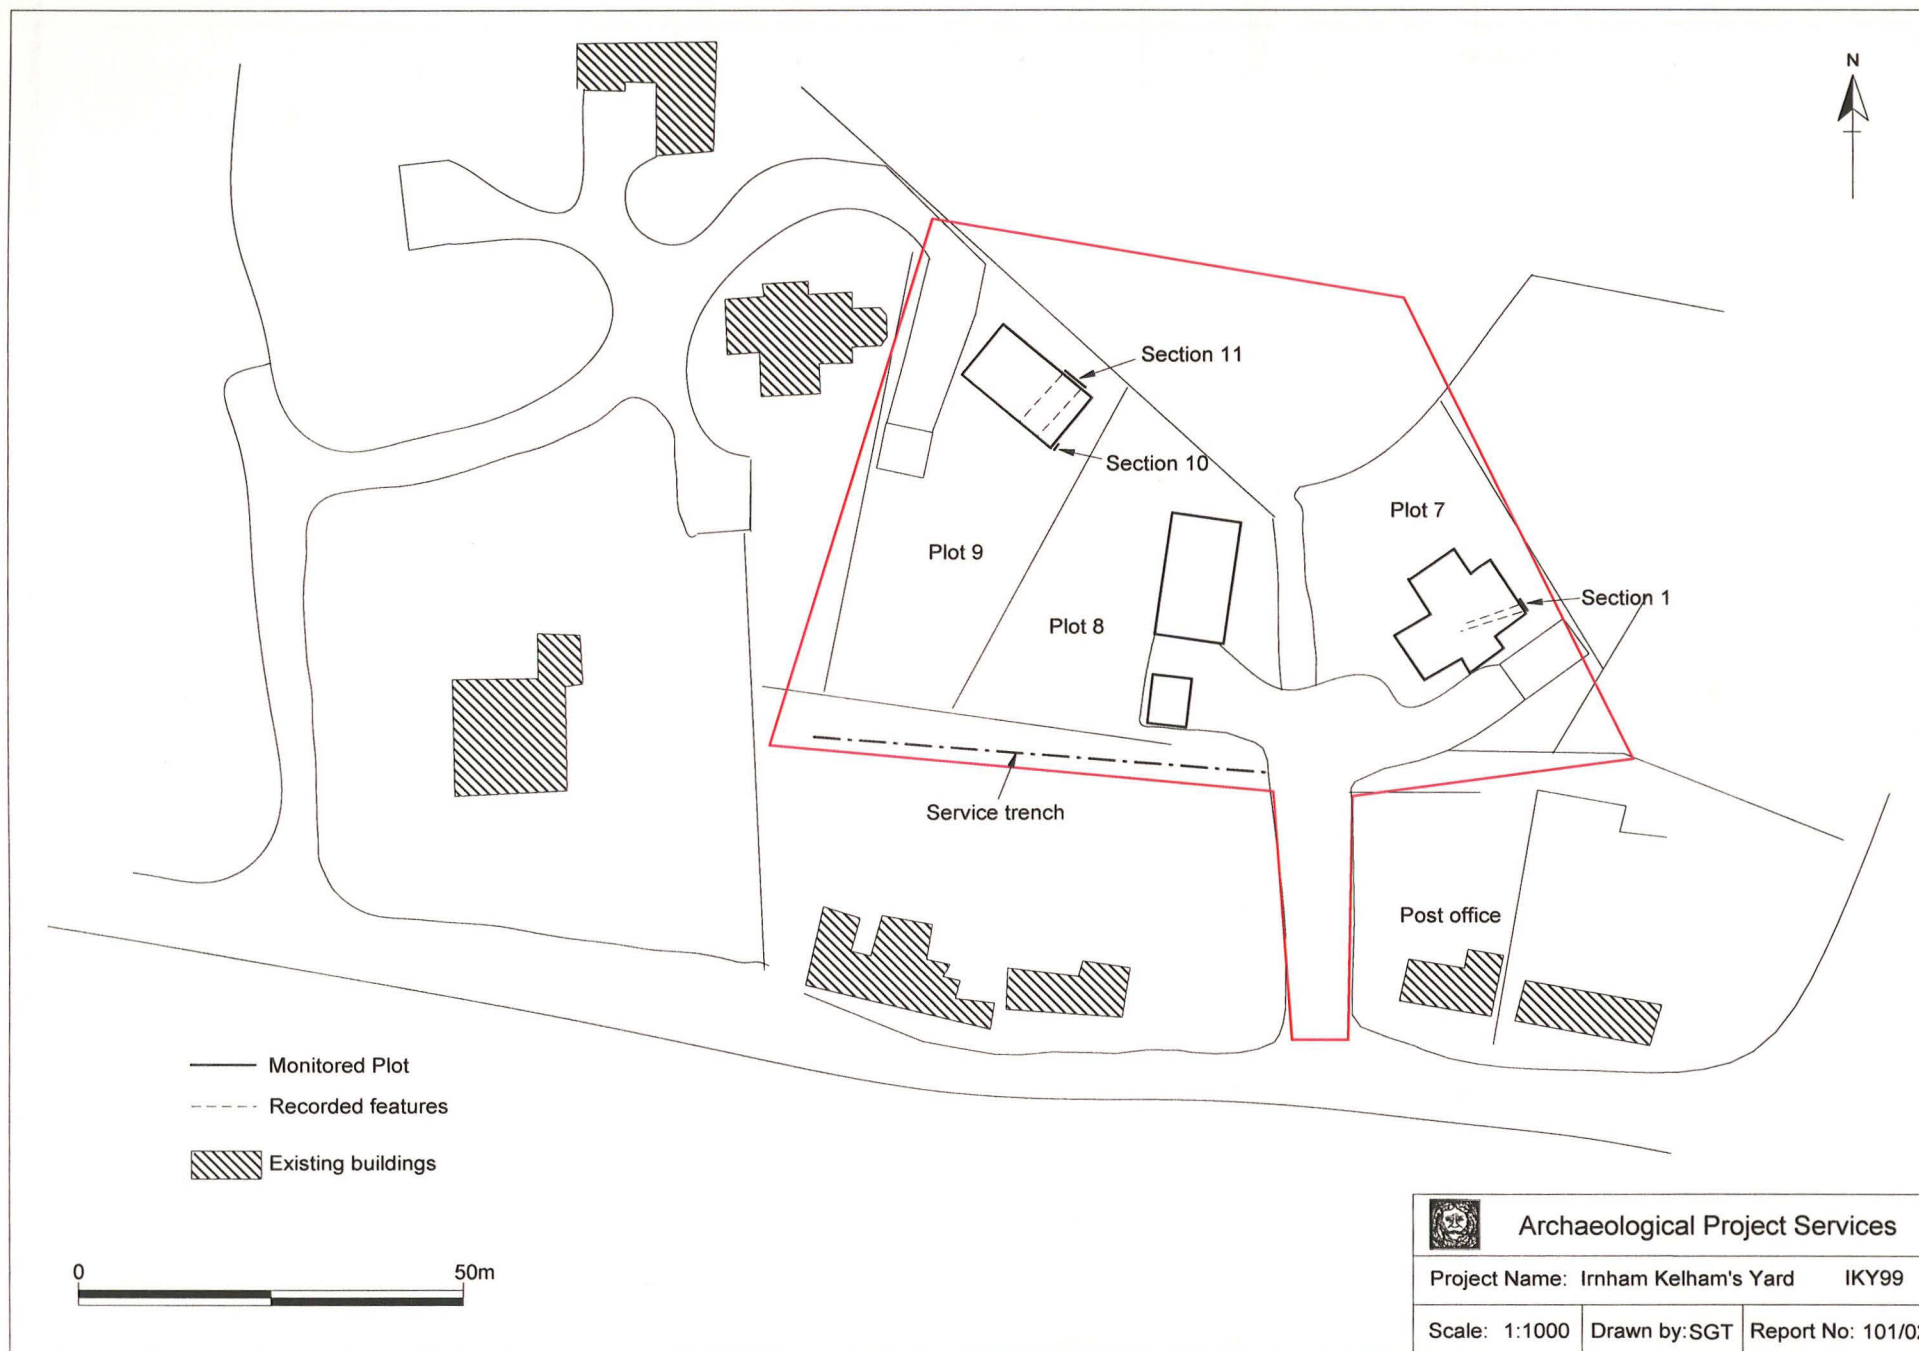 N
Section 11
Section 10
Plot 7
Plot 9
Section 1
Plot 8
Service trench
Post office
Monitored Plot
Recorded features
Existing buildings
0 50m
Archaeological Project Services
Project Name: Irnham Kelham's Yard IKY99
Scale: 1:1000 Drawn by: SGT Report No: 101/02